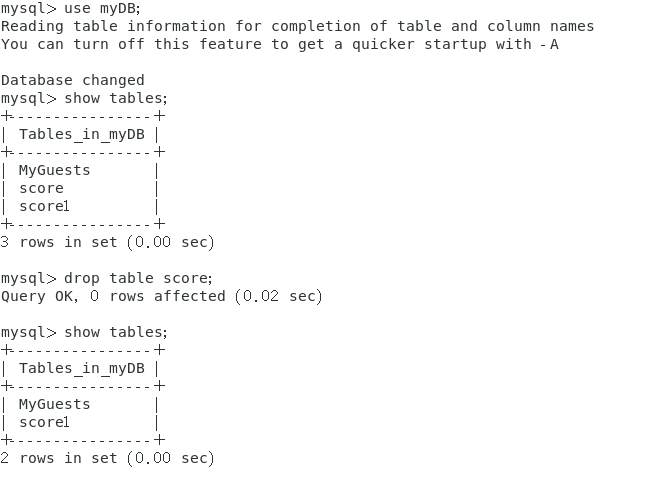 mysql> use myDB;
Reading table information for completion of table and column names
You can turn off this feature to get a quicker startup with -A
Database changed
mysql> show tables;
+----------------+
| Tables_in_myDB |
+----------------+
| MyGuests       |
| score          |
| score1         |
+----------------+
3 rows in set (0.00 sec)
mysql> drop table score;
Query OK, 0 rows affected (0.02 sec)
mysql> show tables;
+----------------+
| Tables_in_myDB |
+----------------+
| MyGuests       |
| score1         |
+----------------+
2 rows in set (0.00 sec)